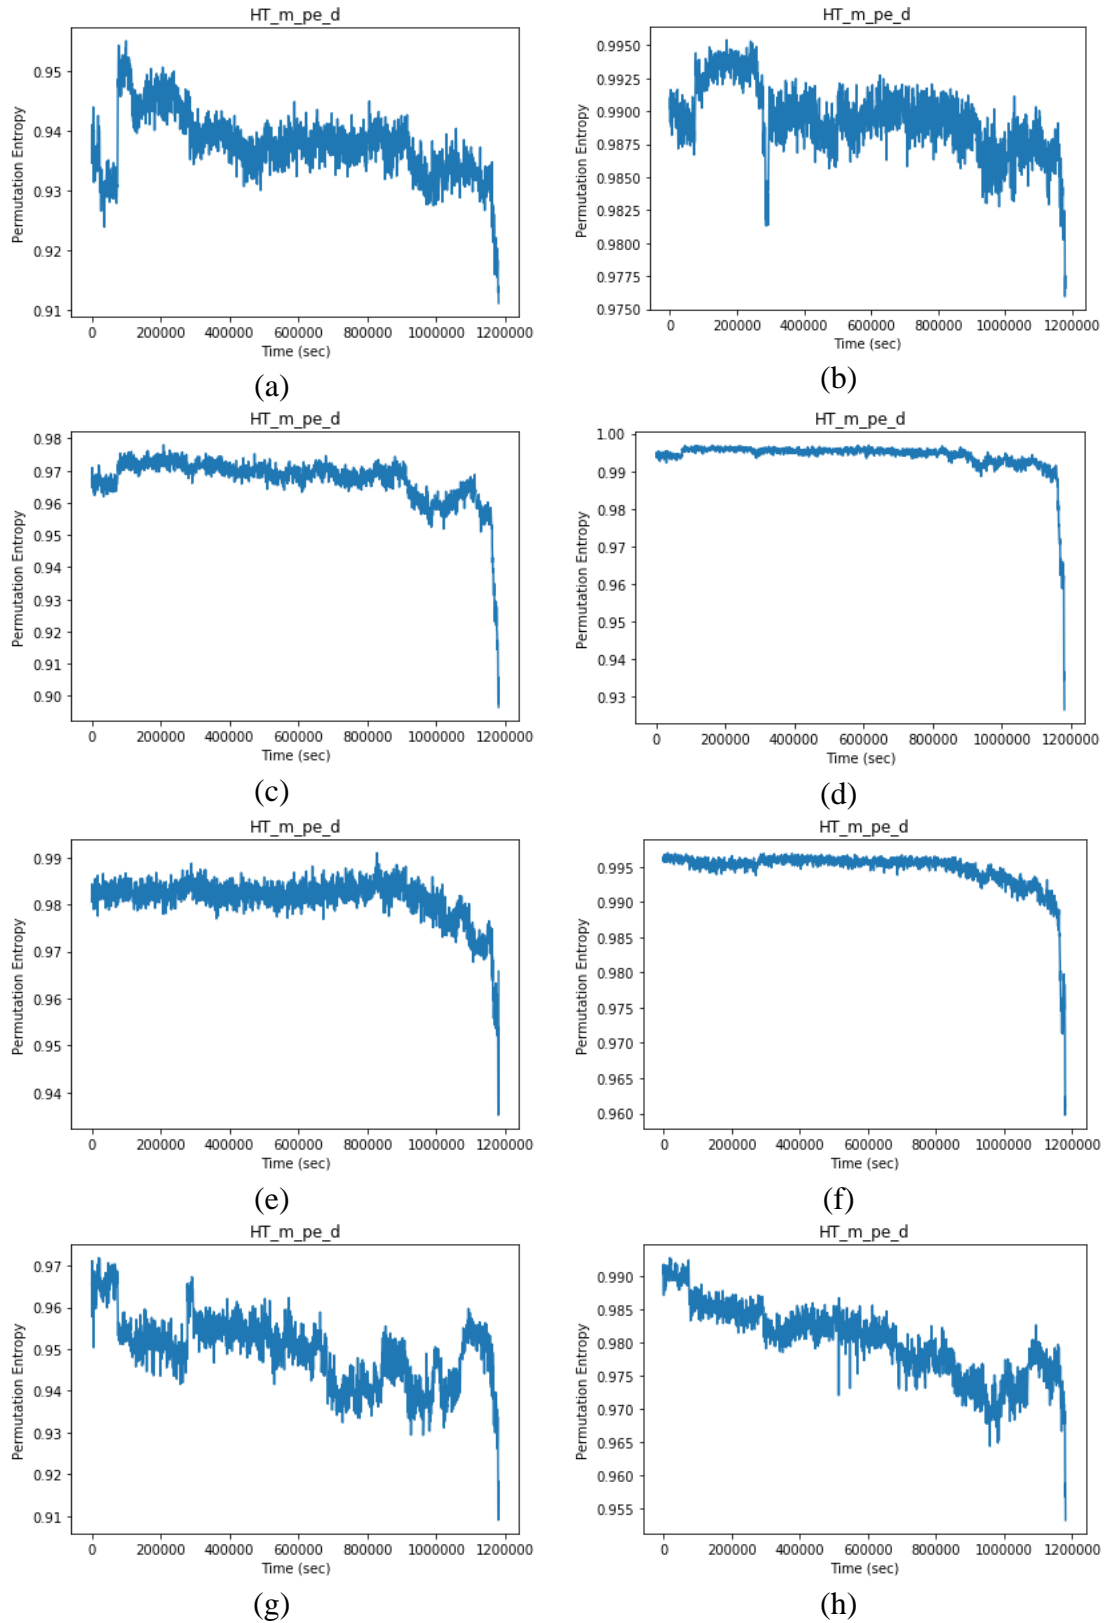 HT_m_pe_d
Permutation Entropy
0.95
0.94
0.93
0.92
0.91
0 200000 400000 600000 800000 1000000 1200000
Time (sec)
(a)
HT_m_pe_d
Permutation Entropy
0.9950
0.9925
0.9900
0.9875
0.9850
0.9825
0.9800
0.9775
0.9750
0 200000 400000 600000 800000 1000000 1200000
Time (sec)
(b)
HT_m_pe_d
Permutation Entropy
0.98
0.97
0.96
0.95
0.94
0.93
0.92
0.91
0.90
0 200000 400000 600000 800000 1000000 1200000
Time (sec)
(c)
HT_m_pe_d
Permutation Entropy
1.00
0.99
0.98
0.97
0.96
0.95
0.94
0.93
0 200000 400000 600000 800000 1000000 1200000
Time (sec)
(d)
HT_m_pe_d
Permutation Entropy
0.99
0.98
0.97
0.96
0.95
0.94
0 200000 400000 600000 800000 1000000 1200000
Time (sec)
(e)
HT_m_pe_d
Permutation Entropy
0.995
0.990
0.985
0.980
0.975
0.970
0.965
0.960
0 200000 400000 600000 800000 1000000 1200000
Time (sec)
(f)
HT_m_pe_d
Permutation Entropy
0.97
0.96
0.95
0.94
0.93
0.92
0.91
0 200000 400000 600000 800000 1000000 1200000
Time (sec)
(g)
HT_m_pe_d
Permutation Entropy
0.990
0.985
0.980
0.975
0.970
0.965
0.960
0.955
0 200000 400000 600000 800000 1000000 1200000
Time (sec)
(h)